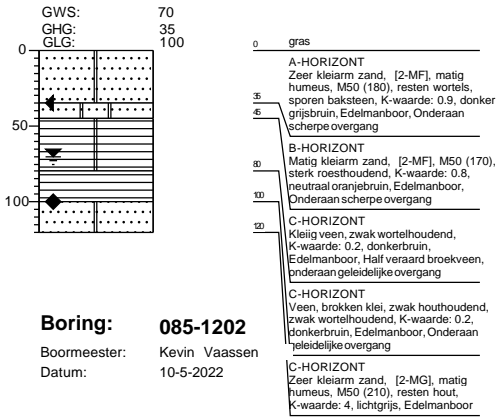 GWS: 70
GHG: 35
GLG: 100
0
50
100
0 gras
35
45
80
100
120
A-HORIZONT
Zeer kleiarm zand, [2-MF], matig
humeus, M50 (180), resten wortels,
sporen baksteen, K-waarde: 0.9, donker
grijsbruin, Edelmanboor, Onderaan
scherpe overgang
B-HORIZONT
Matig kleiarm zand, [2-MF], M50 (170),
sterk roesthoudend, K-waarde: 0.8,
neutraal oranjebruin, Edelmanboor,
Onderaan scherpe overgang
C-HORIZONT
Kleiig veen, zwak wortelhoudend,
K-waarde: 0.2, donkerbruin,
Edelmanboor, Half veraard broekveen,
onderaan geleidelijke overgang
C-HORIZONT
Veen, brokken klei, zwak houthoudend,
zwak wortelhoudend, K-waarde: 0.2,
donkerbruin, Edelmanboor, Onderaan
geleidelijke overgang
C-HORIZONT
Zeer kleiarm zand, [2-MG], matig
humeus, M50 (210), resten hout,
K-waarde: 4, lichtgrijs, Edelmanboor
Boring: 085-1202
Boormeester: Kevin Vaassen
Datum: 10-5-2022